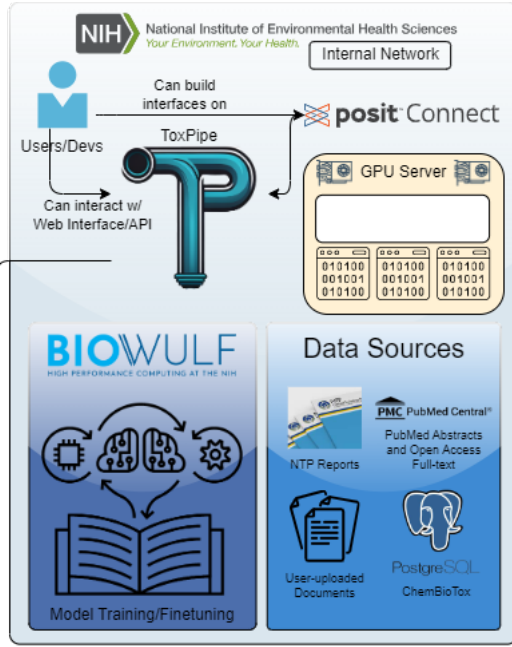 NIH
National Institute of Environmental Health Sciences
Your Environment. Your Health.
Internal Network
Can build
interfaces on
posit™ Connect
Users/Devs
ToxPipe
Can interact w/
Web Interface/API
GPU Server
010100
001001
010100
010100
001001
010100
010100
001001
010100
BIOWULF
HIGH PERFORMANCE COMPUTING AT THE NIH
Model Training/Finetuning
Data Sources
NTP Reports
PMC PubMed Central®
PubMed Abstracts
and Open Access
Full-text
User-uploaded
Documents
PostgreSQL
ChemBioTox